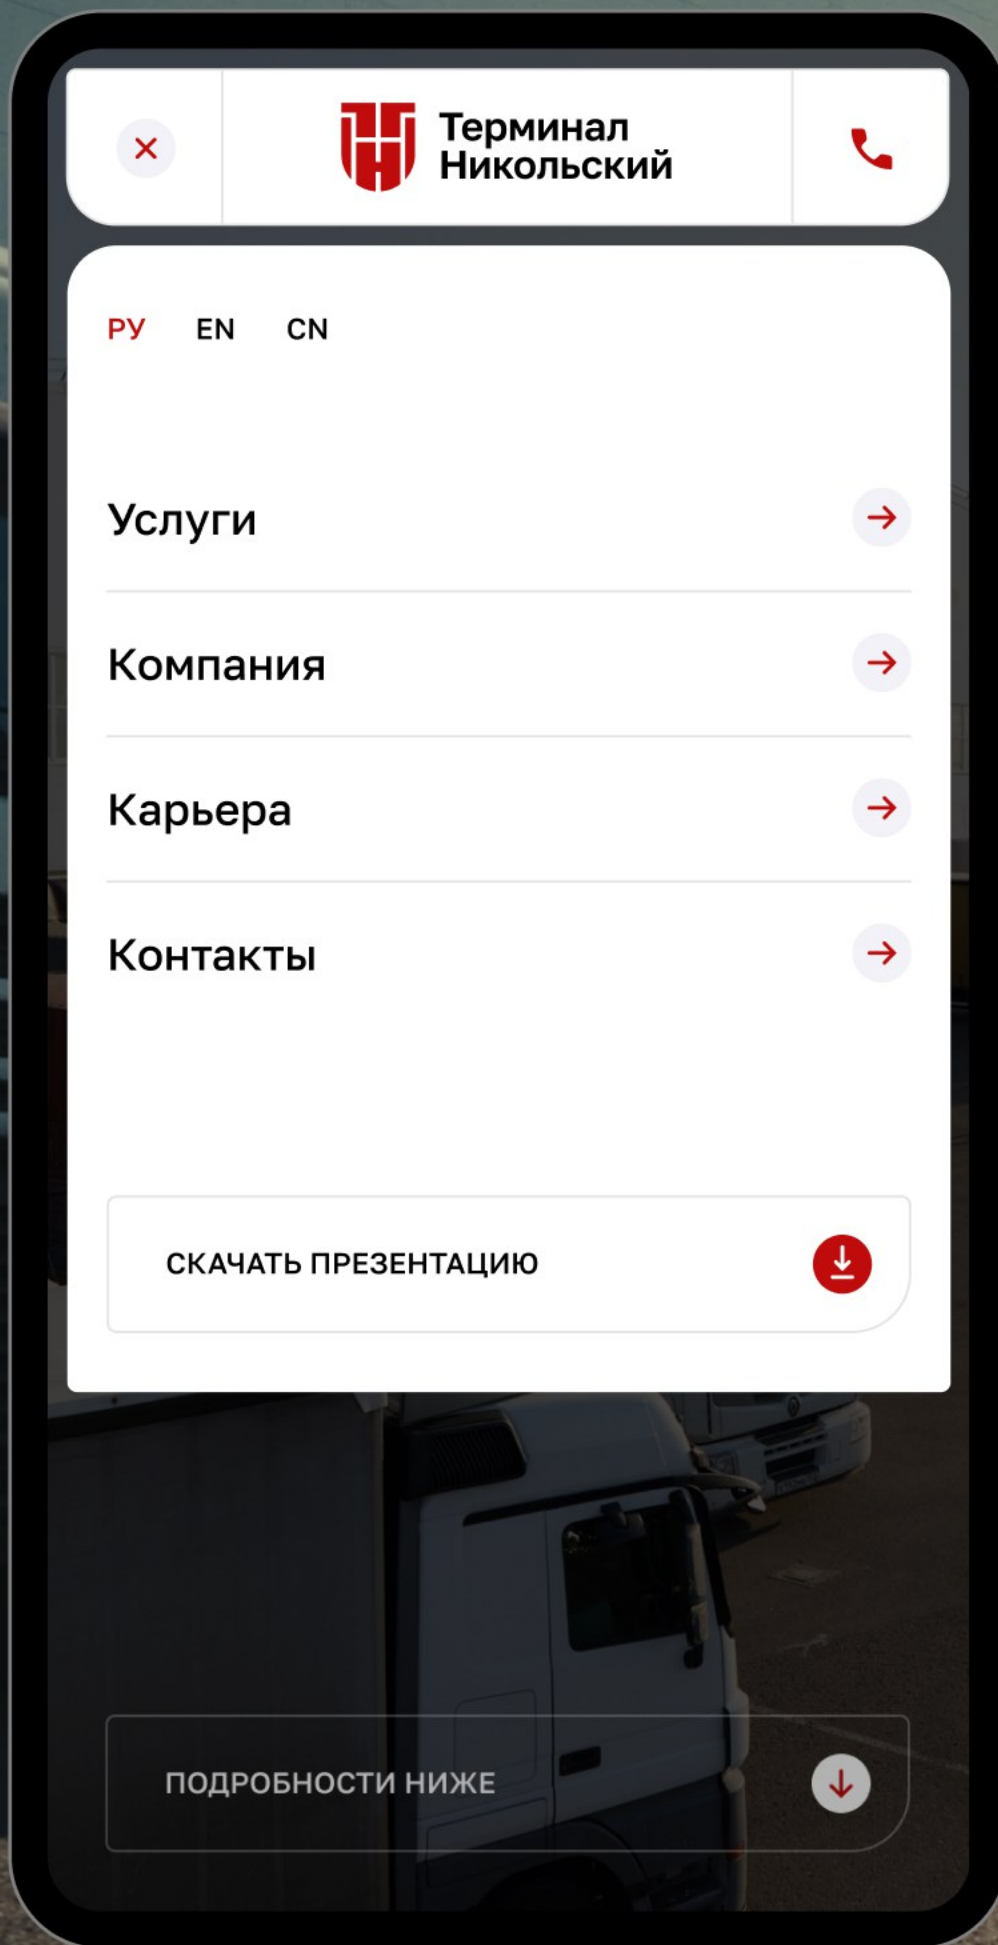 Терминал
Никольский
РУ EN CN
Услуги
Компания
Карьера
Контакты
СКАЧАТЬ ПРЕЗЕНТАЦИЮ
ПОДРОБНОСТИ НИЖЕ